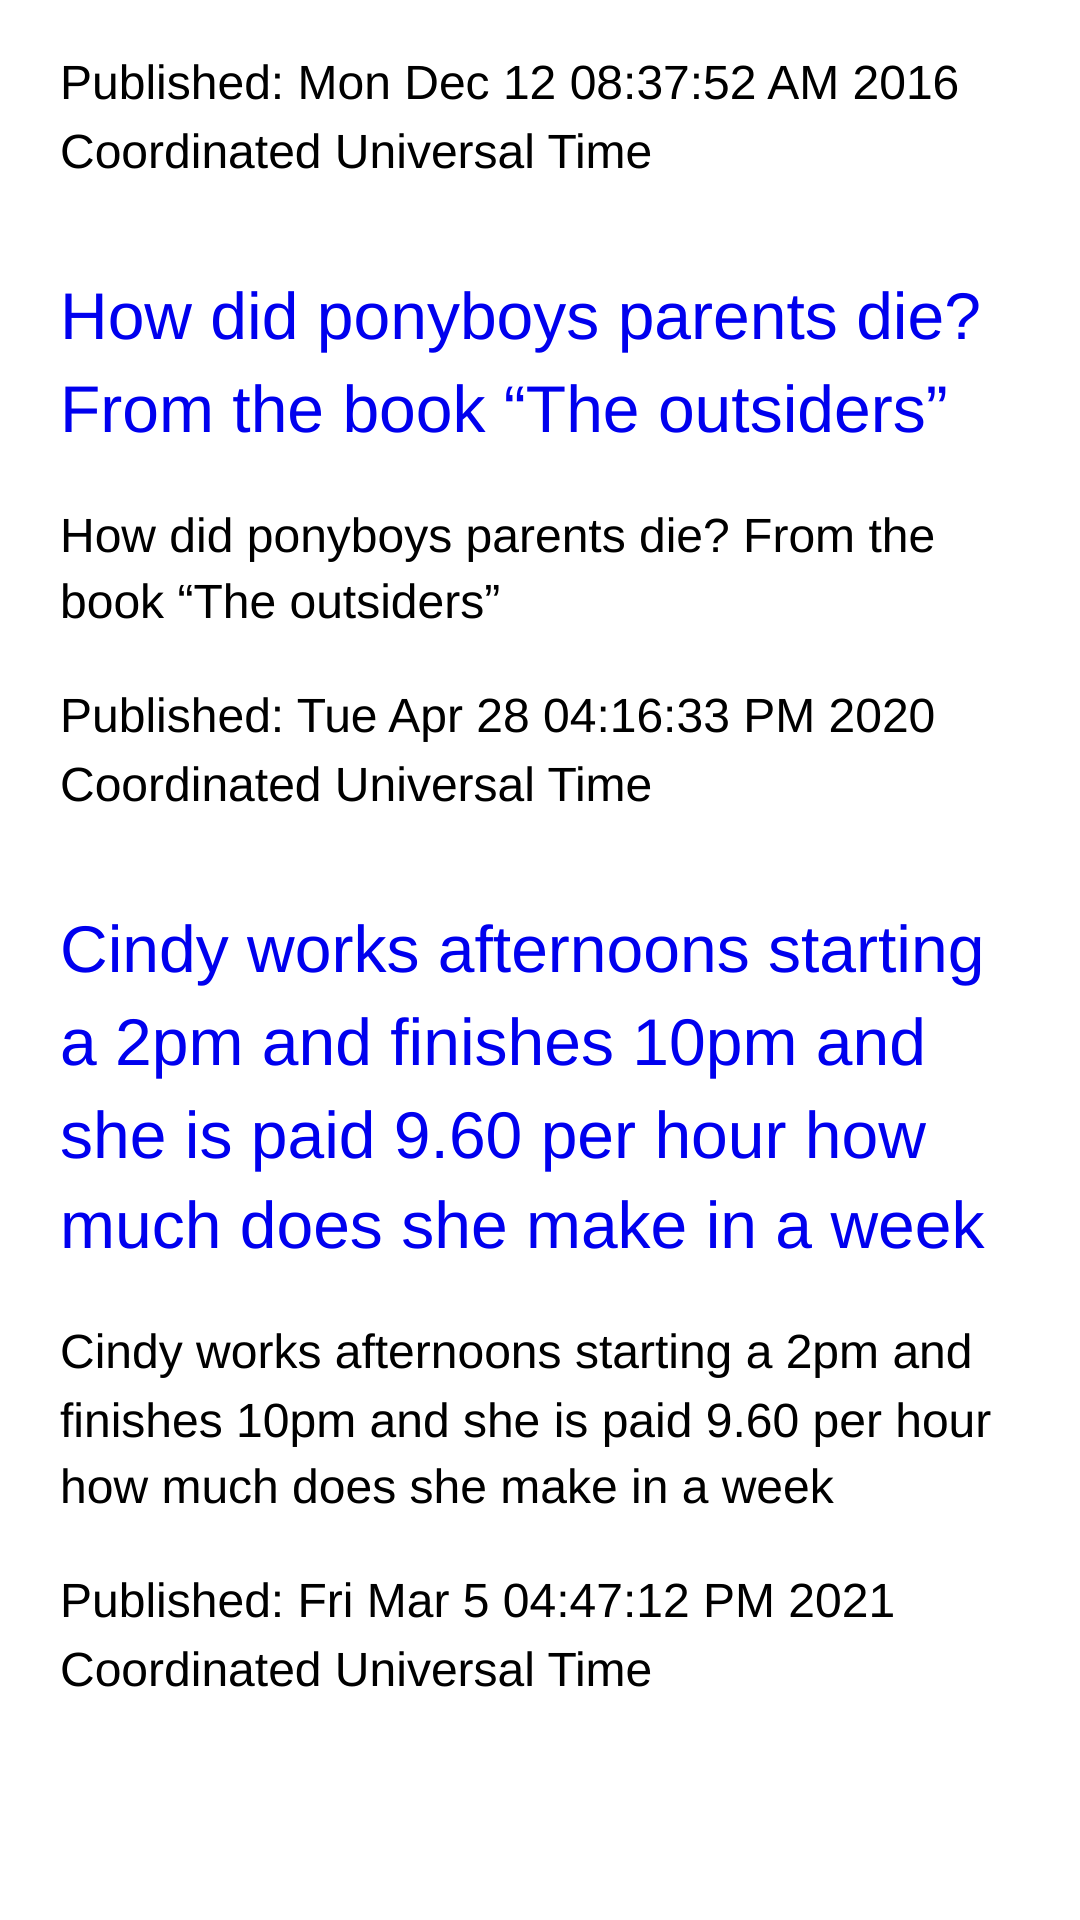 Published: Mon Dec 12 08:37:52 AM 2016
Coordinated Universal Time
How did ponyboys parents die?
From the book “The outsiders”
How did ponyboys parents die? From the
book “The outsiders”
Published: Tue Apr 28 04:16:33 PM 2020
Coordinated Universal Time
Cindy works afternoons starting
a 2pm and finishes 10pm and
she is paid 9.60 per hour how
much does she make in a week
Cindy works afternoons starting a 2pm and
finishes 10pm and she is paid 9.60 per hour
how much does she make in a week
Published: Fri Mar 5 04:47:12 PM 2021
Coordinated Universal Time